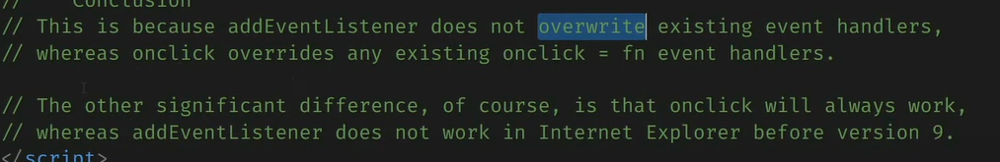 //    Conclusion
// This is because addEventListener does not overwrite existing event handlers,
// whereas onclick overrides any existing onclick = fn event handlers.
// The other significant difference, of course, is that onclick will always work,
// whereas addEventListener does not work in Internet Explorer before version 9.
</script>